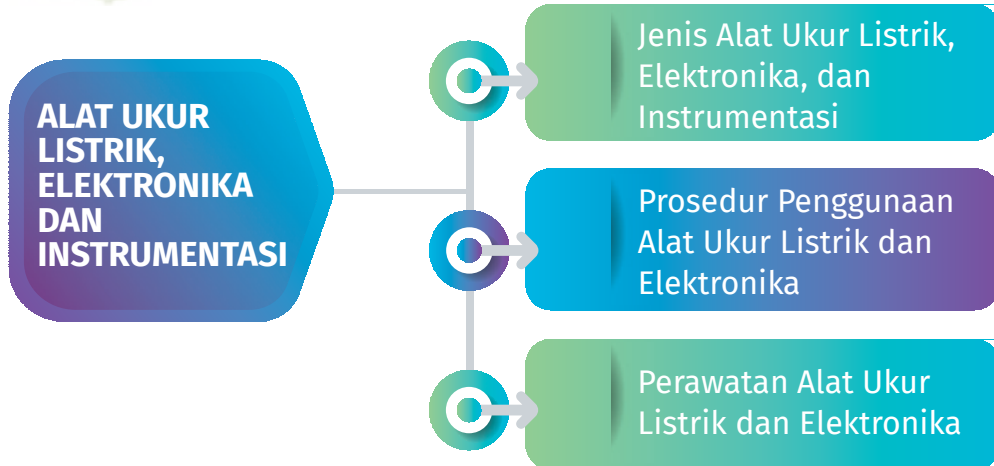 ALAT UKUR
LISTRIK,
ELEKTRONIKA
DAN
INSTRUMENTASI
Jenis Alat Ukur Listrik,
Elektronika, dan
Instrumentasi
Prosedur Penggunaan
Alat Ukur Listrik dan
Elektronika
Perawatan Alat Ukur
Listrik dan Elektronika